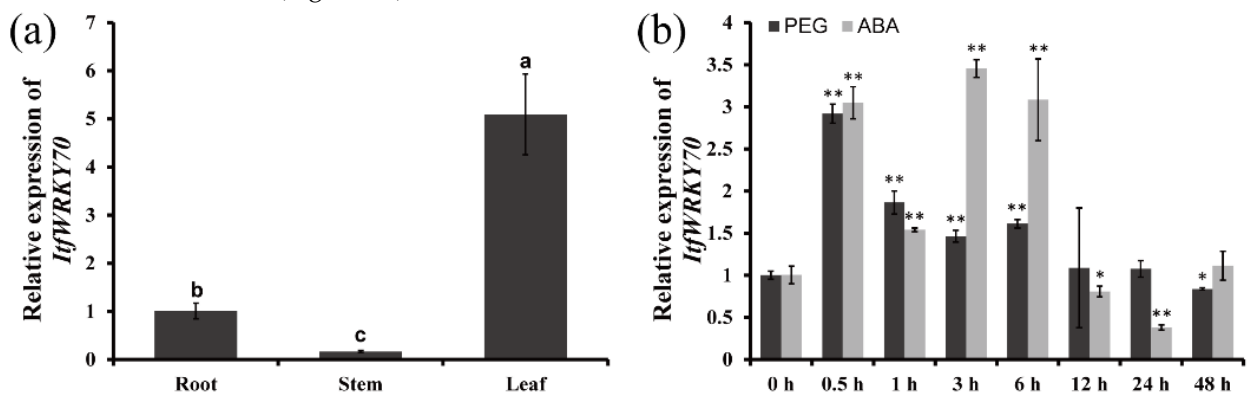 (a)
Relative expression of
ItfWRKY70
7
6
5
4
3
2
1
0
b
c
a
Root Stem Leaf
(b)
Relative expression of
ItfWRKY70
PEG ABA
4
3.5
3
2.5
2
1.5
1
0.5
0
** **
** **
** **
** **
*
**
*
0 h 0.5 h 1 h 3 h 6 h 12 h 24 h 48 h